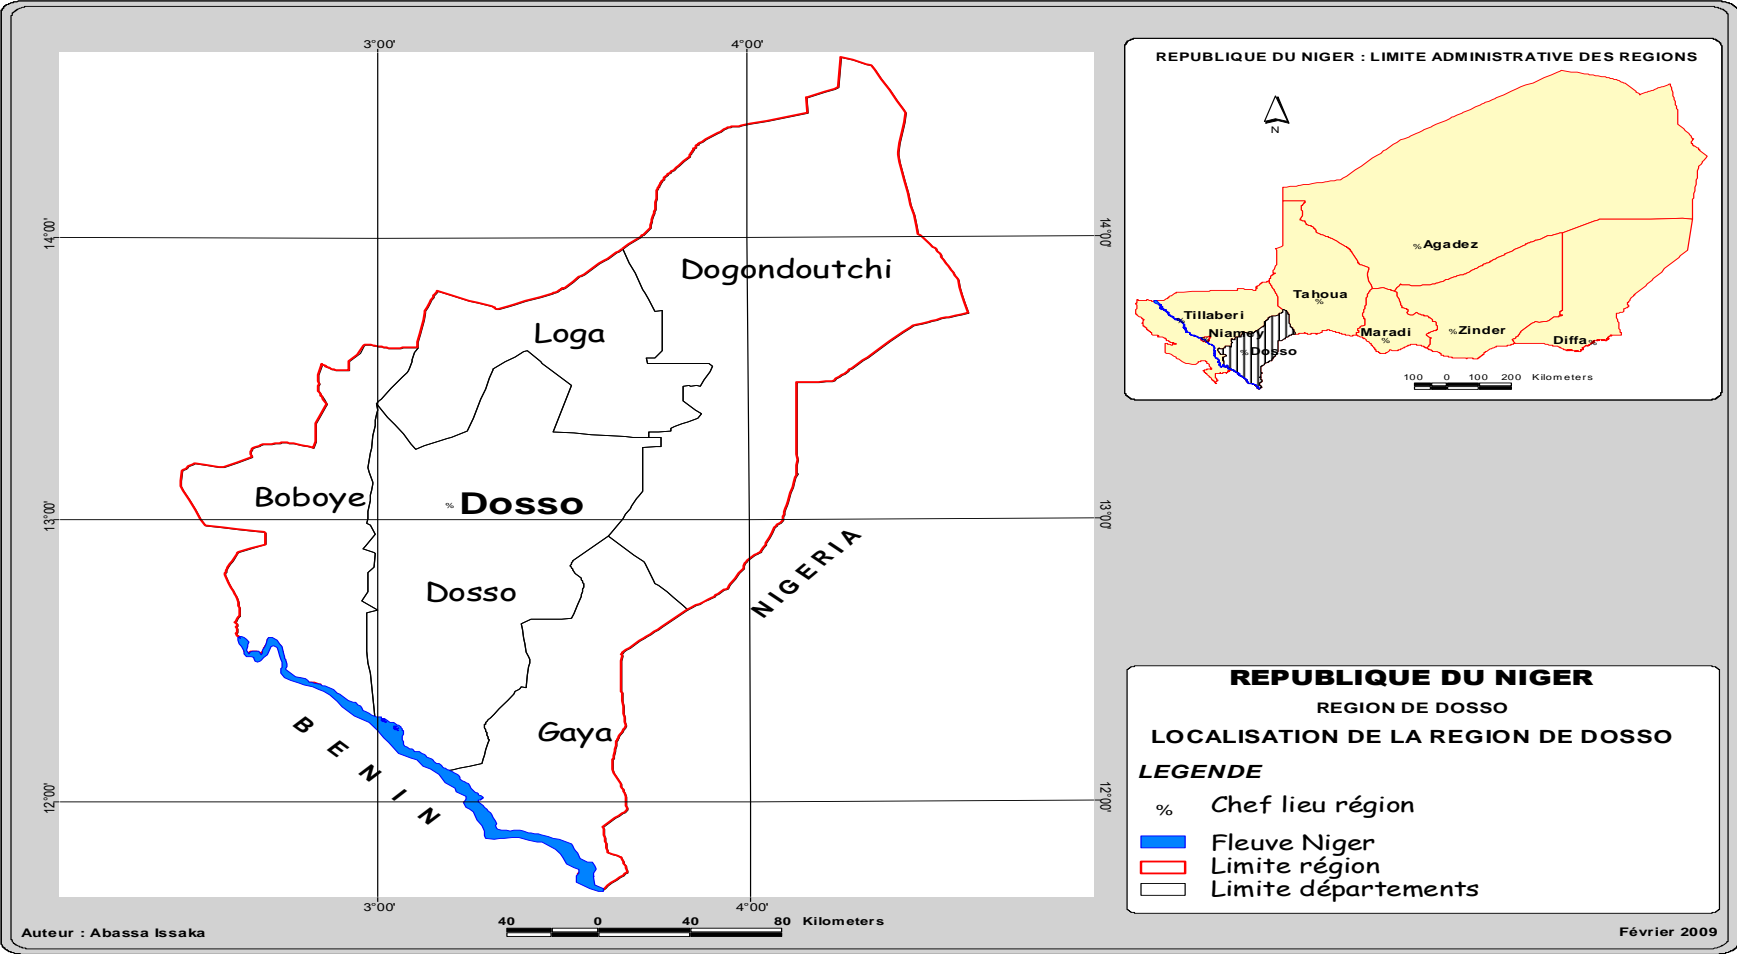 3°00'
4°00'
14°00'
14°00'
Dogondoutchi
Loga
Boboye
% Dosso
13°00'
13°00'
NIGERIA
Dosso
Gaya
BENIN
12°00'
12°00'
3°00'
4°00'
40 0 40 80 Kilometers
Auteur : Abassa Issaka
REPUBLIQUE DU NIGER : LIMITE ADMINISTRATIVE DES REGIONS
N
% Agadez
Tahoua
%
Tillaberi
Niamey
Maradi
%
% Zinder
Diffa %
% Dosso
100 0 100 200 Kilometers
REPUBLIQUE DU NIGER
REGION DE DOSSO
LOCALISATION DE LA REGION DE DOSSO
LEGENDE
% Chef lieu région
Fleuve Niger
Limite région
Limite départements
Février 2009